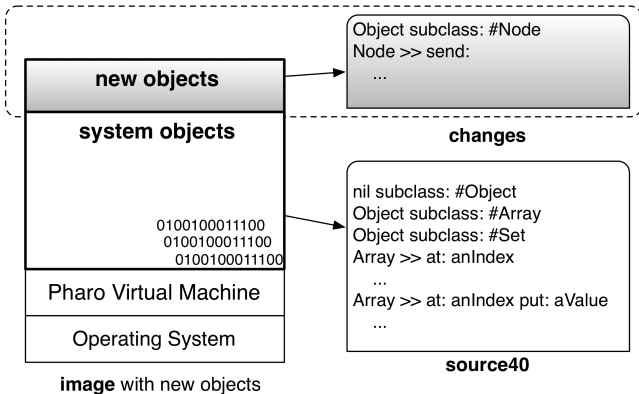 new objects
system objects
0100100011100
0100100011100
0100100011100
Pharo Virtual Machine
Operating System
image with new objects
Object subclass: #Node
Node >> send:
...
changes
nil subclass: #Object
Object subclass: #Array
Object subclass: #Set
Array >> at: anIndex
...
Array >> at: anIndex put: aValue
...
source40